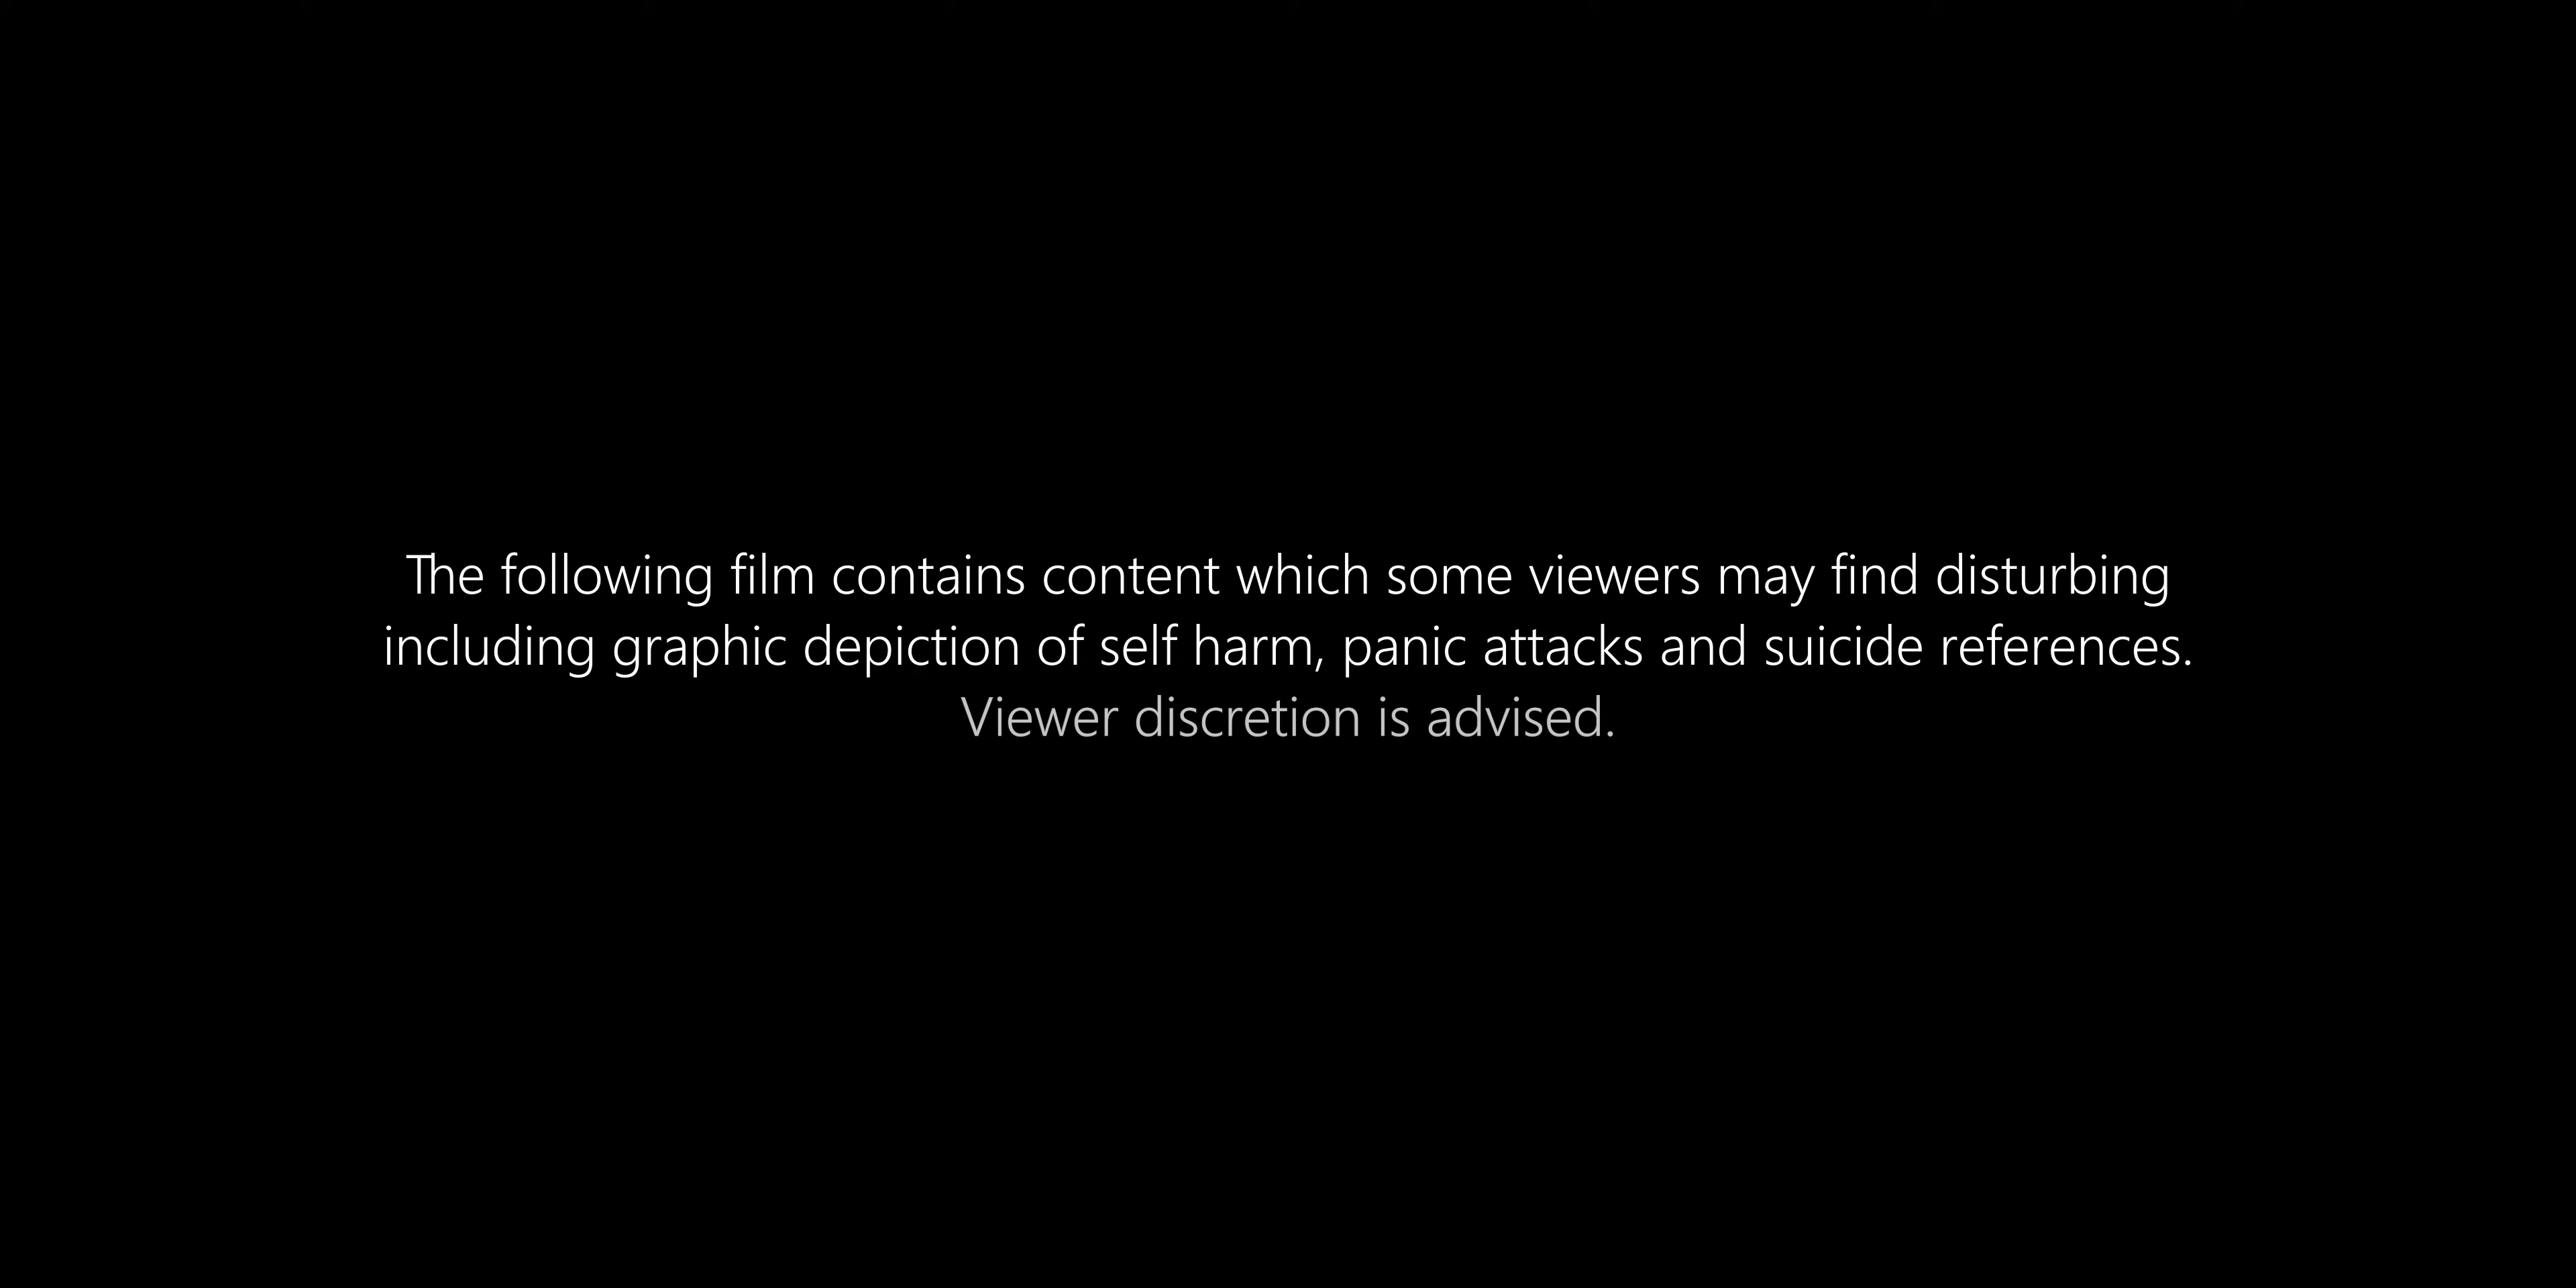 The following film contains content which some viewers may find disturbing
including graphic depiction of self harm, panic attacks and suicide references.
Viewer discretion is advised.